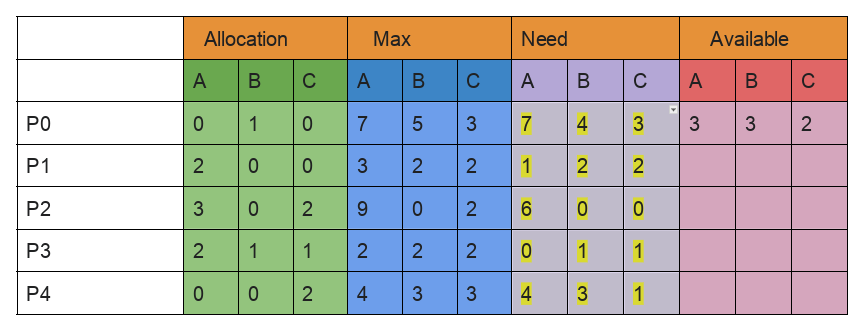 Allocation Max Need Available
A B C A B C A B C A B C
P0 0 1 0 7 5 3 7 4 3 3 3 2
P1 2 0 0 3 2 2 1 2 2
P2 3 0 2 9 0 2 6 0 0
P3 2 1 1 2 2 2 0 1 1
P4 0 0 2 4 3 3 4 3 1